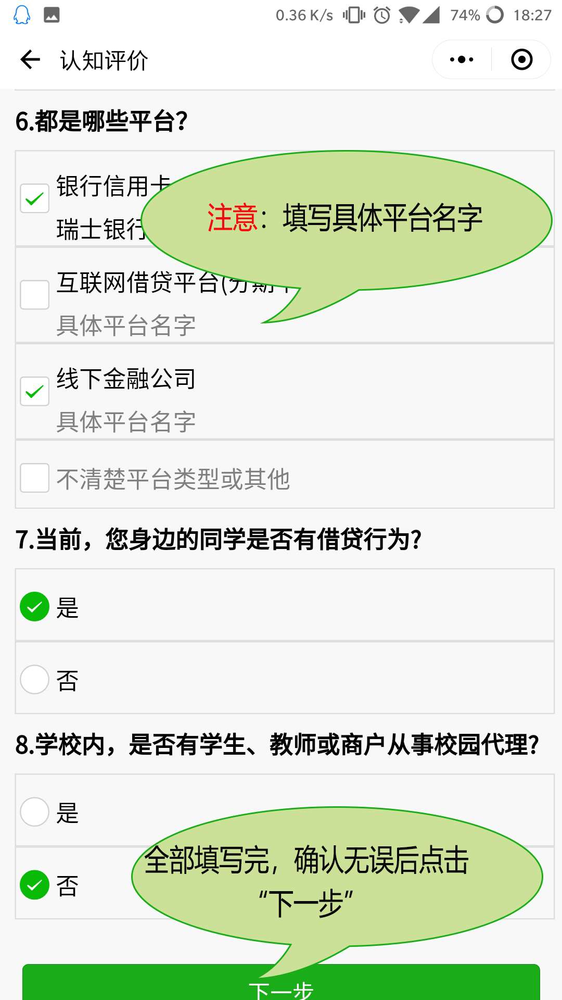 0.36 K/s 74% 18:27
认知评价
6.都是哪些平台?
银行信用卡
瑞士银行
注意：填写具体平台名字
互联网借贷平台(分期
具体平台名字
线下金融公司
具体平台名字
不清楚平台类型或其他
7.当前，您身边的同学是否有借贷行为?
是
否
8.学校内，是否有学生、教师或商户从事校园代理?
是
否
全部填写完，确认无误后点击
“下一步”
下一步